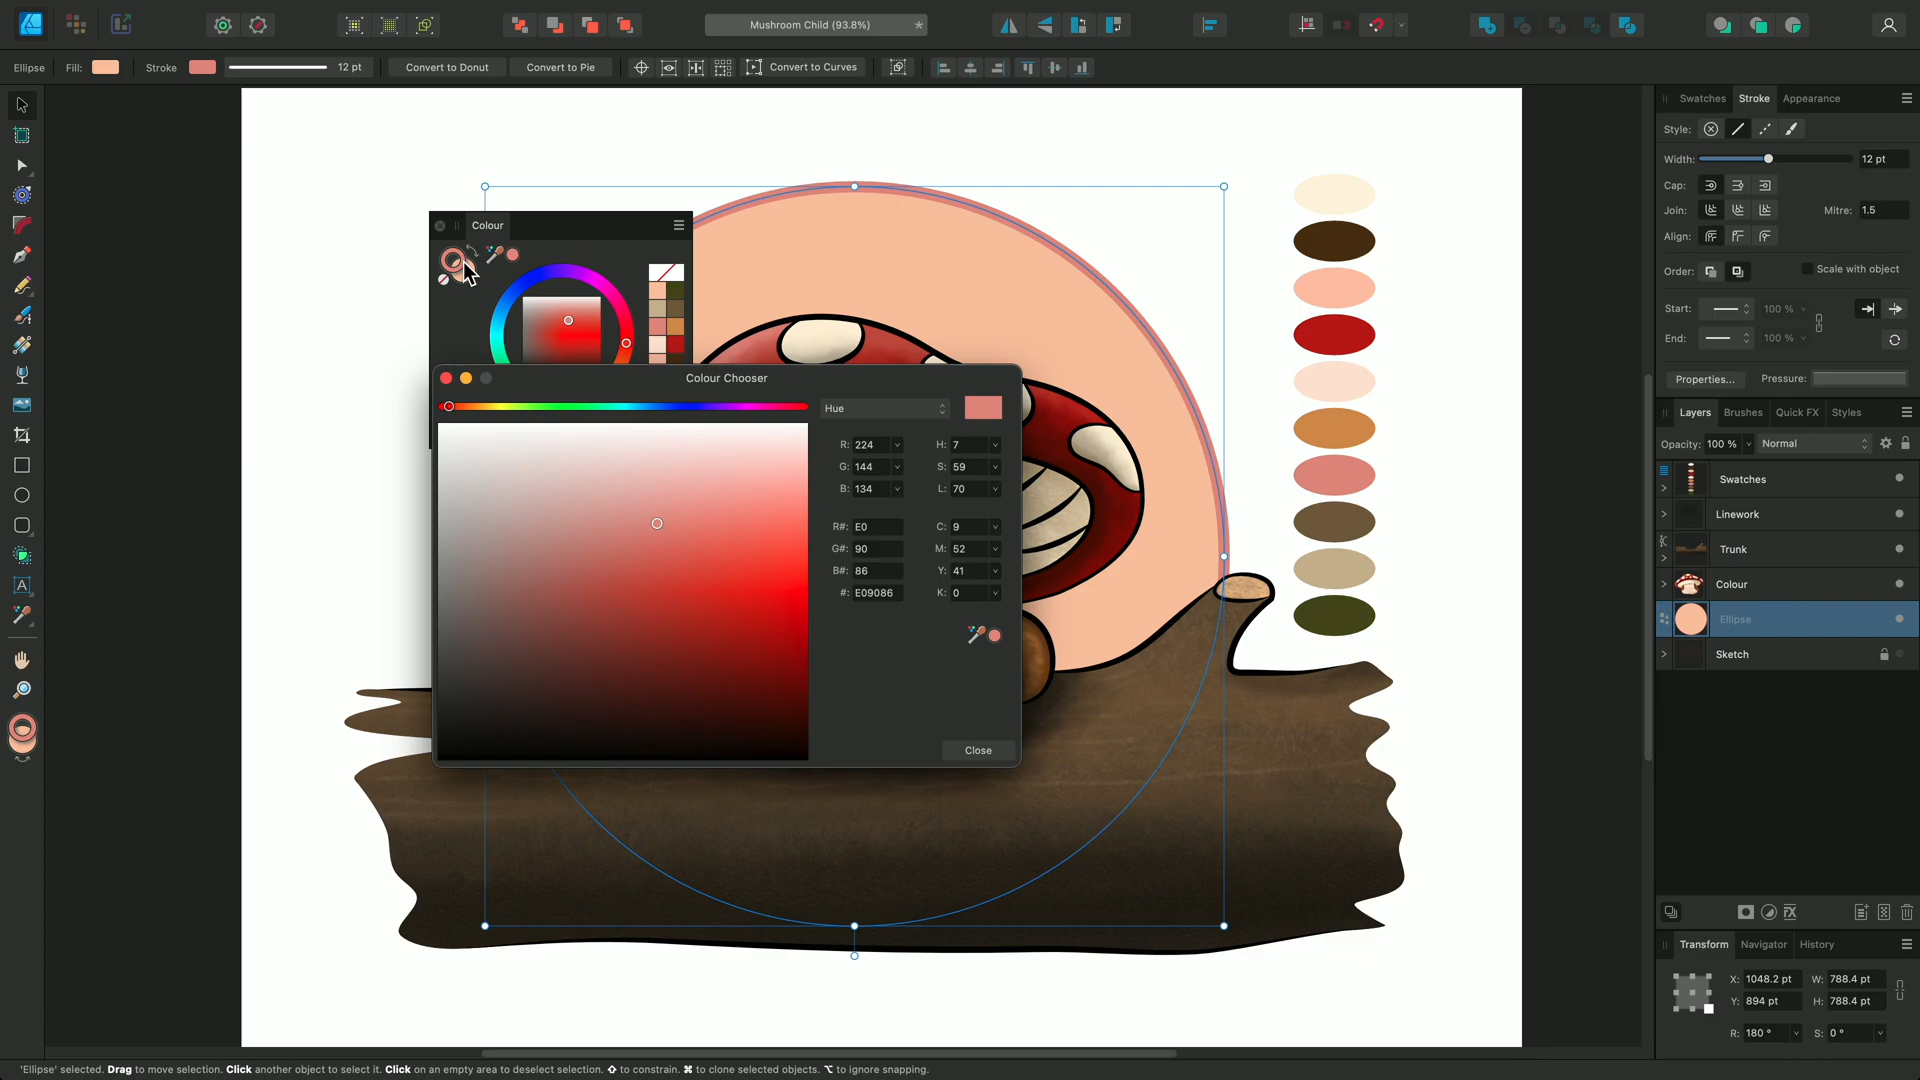 Mushroom Child (93.8%)
*
Ellipse Fill: Stroke 12 pt Convert to Donut Convert to Pie Convert to Curves
Swatches Stroke Appearance
Style:
Width: 12 pt
Cap:
Join: Mitre: 1.5
Align:
Order: Scale with object
Start: 100 %
End: 100 %
Properties... Pressure:
Layers Brushes Quick FX Styles
Opacity: 100 % Normal
Swatches
Linework
Trunk
Colour
Ellipse
Sketch
Transform Navigator History
X: 1048.2 pt W: 788.4 pt
Y: 894 pt H: 788.4 pt
R: 180 ° S: 0 °
Colour
Colour Chooser
Hue
R: 224 H: 7
G: 144 S: 59
B: 134 L: 70
R#: E0 C: 9
G#: 90 M: 52
B#: 86 Y: 41
#: E09086 K: 0
Close
'Ellipse' selected. Drag to move selection. Click another object to select it. Click on an empty area to deselect selection. ⇧ to constrain. ⌘ to clone selected objects. ⌥ to ignore snapping.